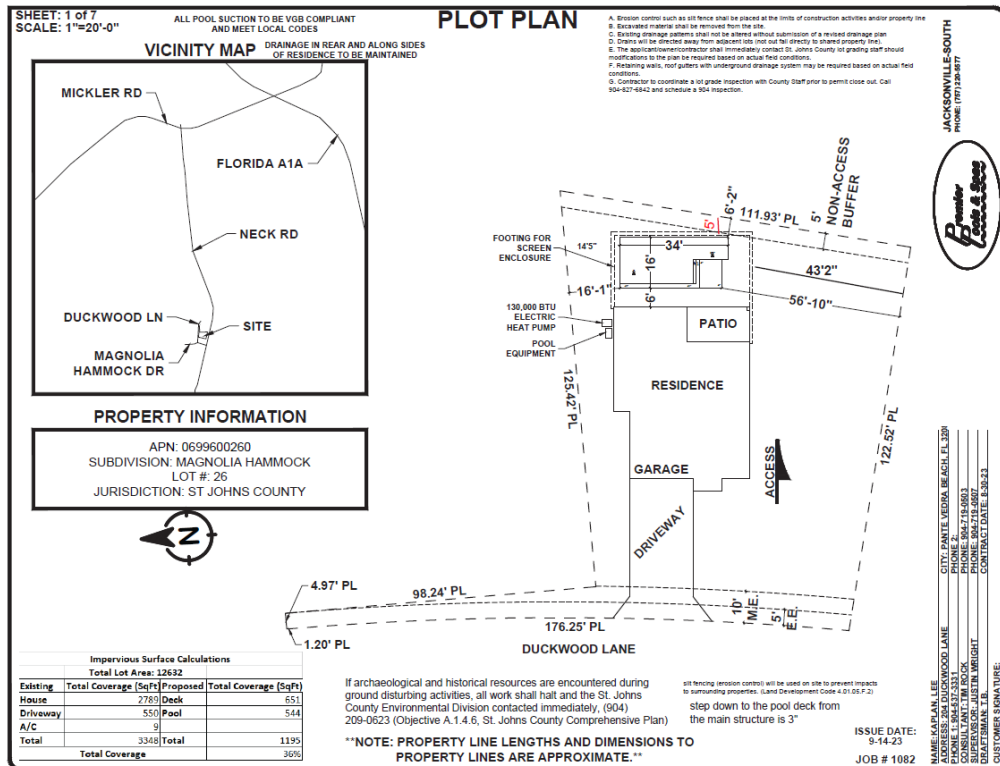 SHEET: 1 of 7
SCALE: 1"=20'-0"
ALL POOL SUCTION TO BE VGB COMPLIANT
AND MEET LOCAL CODES
PLOT PLAN
A. Erosion control such as silt fence shall be placed at the limits of construction activities and/or property line
B. Excavated material shall be removed from the site.
C. Existing drainage patterns shall not be altered without submission of a revised drainage plan
D. Drains will be directed away from adjacent lots (not out fall directly to shared property line).
E. The applicant/owner/contractor shall immediately contact St. Johns County lot grading staff should
modifications to the plan be required based on actual field conditions.
F. Retaining walls, roof gutters with underground drainage system may be required based on actual field
conditions.
G. Contractor to coordinate a lot grade inspection with County Staff prior to permit close out. Call
904-827-6842 and schedule a 904 inspection.
VICINITY MAP
DRAINAGE IN REAR AND ALONG SIDES
OF RESIDENCE TO BE MAINTAINED
MICKLER RD
FLORIDA A1A
NECK RD
DUCKWOOD LN
SITE
MAGNOLIA
HAMMOCK DR
JACKSONVILLE-SOUTH
Premier
Pools & Spas
5'
6'-2"
111.93' PL
5'
NON-ACCESS
BUFFER
FOOTING FOR
SCREEN
ENCLOSURE
14'5"
34'
16'
16'-1"
6'
43'2"
56'-10"
130,000 BTU
ELECTRIC
HEAT PUMP
POOL
EQUIPMENT
PATIO
RESIDENCE
125.42' PL
122.52' PL
GARAGE
ACCESS
DRIVEWAY
PROPERTY INFORMATION
APN: 0699600260
SUBDIVISION: MAGNOLIA HAMMOCK
LOT #: 26
JURISDICTION: ST JOHNS COUNTY
N
4.97' PL
98.24' PL
1.20' PL
176.25' PL
10'
M.E.
5'
E.E.
DUCKWOOD LANE
Impervious Surface Calculations
Total Lot Area: 12632
Existing Total Coverage (SqFt) Proposed Total Coverage (SqFt)
House 2789 Deck 651
Driveway 550 Pool 544
A/C 9
Total 3348 Total 1195
Total Coverage 36%
If archaeological and historical resources are encountered during
ground disturbing activities, all work shall halt and the St. Johns
County Environmental Division contacted immediately, (904)
209-0623 (Objective A.1.4.6, St. Johns County Comprehensive Plan)
**NOTE: PROPERTY LINE LENGTHS AND DIMENSIONS TO
PROPERTY LINES ARE APPROXIMATE.**
silt fencing (erosion control) will be used on site to prevent impacts
to surrounding properties. (Land Development Code 4.01.05.F.2)
step down to the pool deck from
the main structure is 3"
ISSUE DATE:
9-14-23
JOB # 1082
NAME: KAPLAN, LEE
ADDRESS: 204 DUCKWOOD LANE
CITY: PANTE VEDRA BEACH, FL
PHONE 1: 904-637-3331
PHONE 2:
CONSULTANT: TIM ROCK
PHONE: 904-719-0503
SUPERVISOR: JUSTIN WRIGHT
PHONE: 904-719-0507
DRAFTSMAN: T.B.
CONTRACT DATE: 8-30-23
CUSTOMER SIGNATURE: